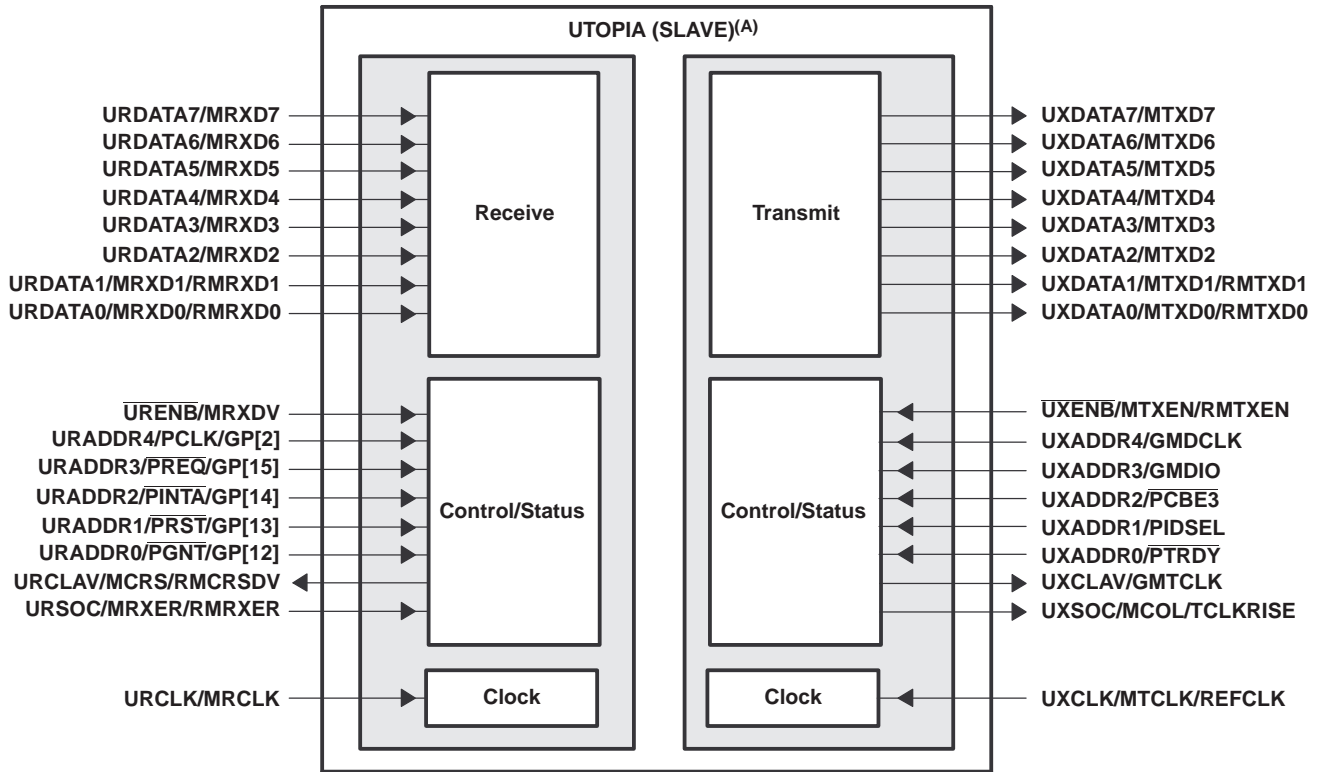 UTOPIA (SLAVE)(A)
URDATA7/MRXD7
URDATA6/MRXD6
URDATA5/MRXD5
URDATA4/MRXD4
URDATA3/MRXD3
URDATA2/MRXD2
URDATA1/MRXD1/RMRXD1
URDATA0/MRXD0/RMRXD0
Receive
Transmit
UXDATA7/MTXD7
UXDATA6/MTXD6
UXDATA5/MTXD5
UXDATA4/MTXD4
UXDATA3/MTXD3
UXDATA2/MTXD2
UXDATA1/MTXD1/RMTXD1
UXDATA0/MTXD0/RMTXD0
URENB/MRXDV
URADDR4/PCLK/GP[2]
URADDR3/PREQ/GP[15]
URADDR2/PINTA/GP[14]
URADDR1/PRST/GP[13]
URADDR0/PGNT/GP[12]
URCLAV/MCRS/RMCRSDV
URSOC/MRXER/RMRXER
Control/Status
Control/Status
UXENB/MTXEN/RMTXEN
UXADDR4/GMDCLK
UXADDR3/GMDIO
UXADDR2/PCBE3
UXADDR1/PIDSEL
UXADDR0/PTRDY
UXCLAV/GMTCLK
UXSOC/MCOL/TCLKRISE
URCLK/MRCLK
Clock
Clock
UXCLK/MTCLK/REFCLK